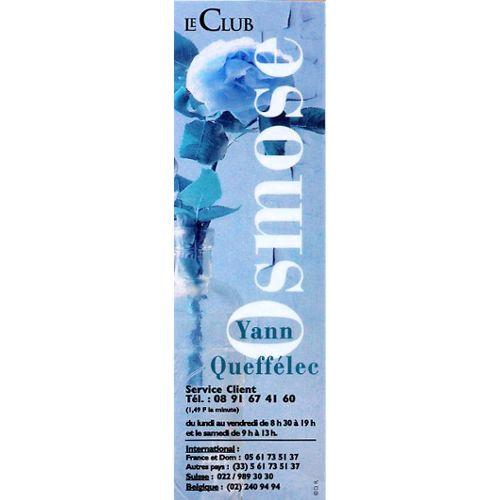 LE CLUB
Osmose
Yann
Queffélec
Service Client
Tél. : 08 91 67 41 60
(1,49 F la minute)
du lundi au vendredi de 8 h 30 à 19 h
et le samedi de 9 h à 13 h.
International :
France et Dom : 05 61 73 51 37
Autres pays : (33) 5 61 73 51 37
Suisse : 022 / 989 30 30
Belgique : (02) 240 94 94
© D. R.